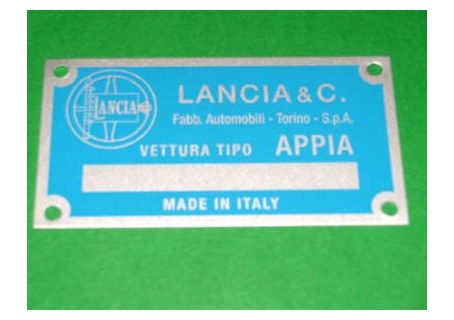 LANCIA
LANCIA & C.
Fabb. Automobili - Torino - S.p.A.
VETTURA TIPO APPIA
MADE IN ITALY